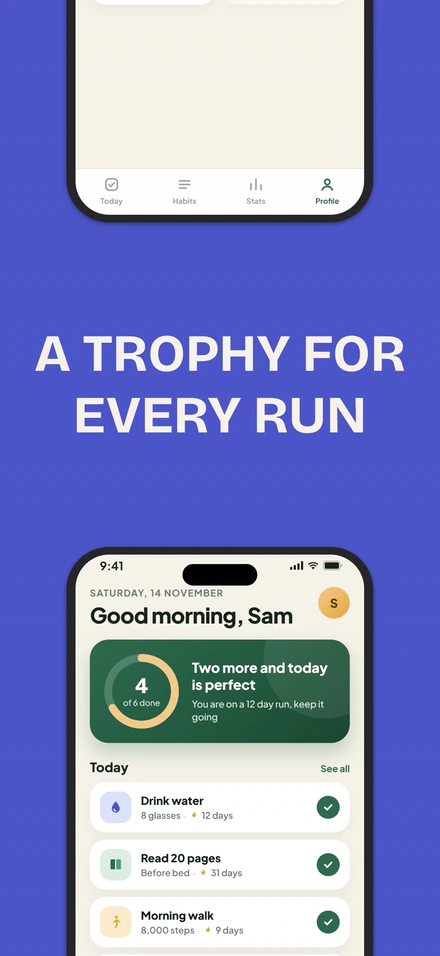 Today
Habits
Stats
Profile
A TROPHY FOR
EVERY RUN
9:41
SATURDAY, 14 NOVEMBER
Good morning, Sam
S
4
of 6 done
Two more and today
is perfect
You are on a 12 day run, keep it
going
Today
See all
Drink water
8 glasses · 12 days
Read 20 pages
Before bed · 31 days
Morning walk
8,000 steps · 9 days